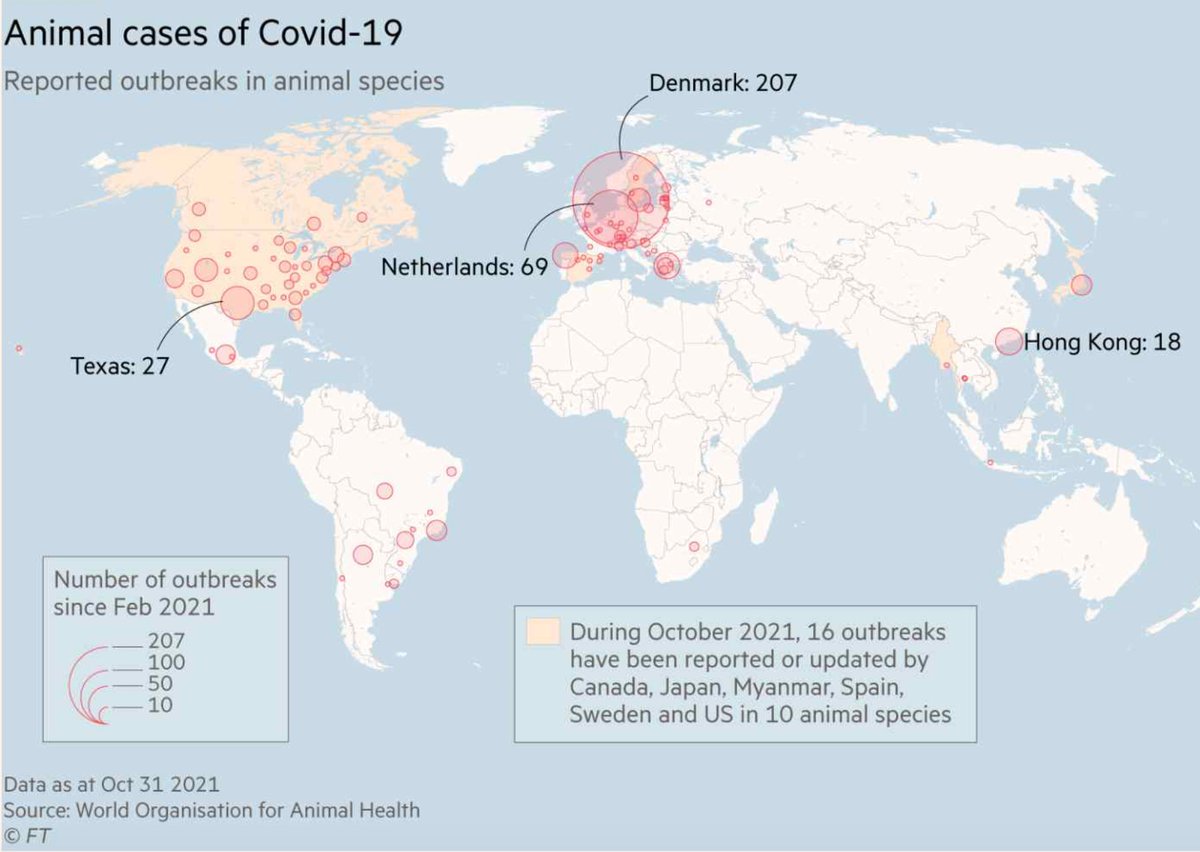 Animal cases of Covid-19
Reported outbreaks in animal species
Denmark: 207
Netherlands: 69
Texas: 27
Hong Kong: 18
Number of outbreaks
since Feb 2021
207
100
50
10
During October 2021, 16 outbreaks
have been reported or updated by
Canada, Japan, Myanmar, Spain,
Sweden and US in 10 animal species
Data as at Oct 31 2021
Source: World Organisation for Animal Health
© FT